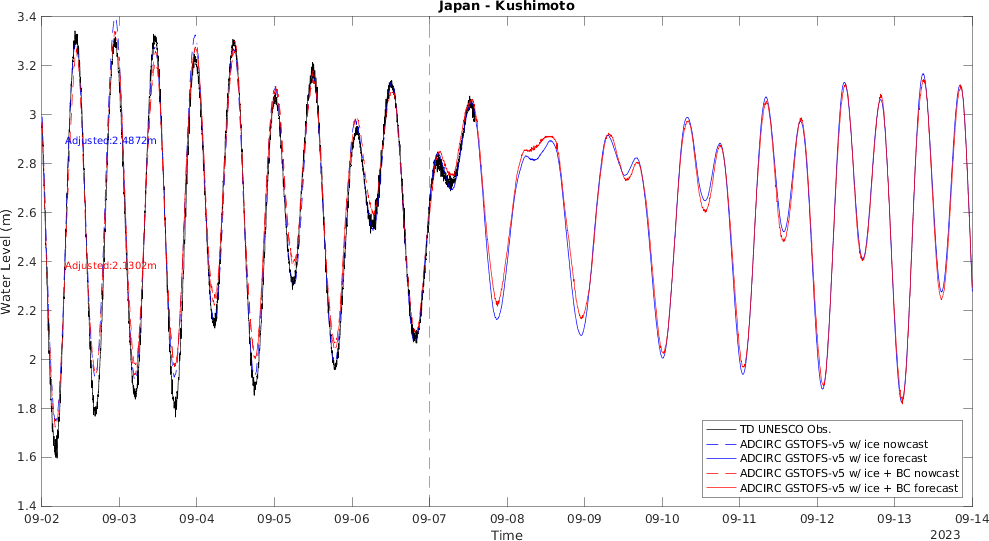 Japan - Kushimoto
3.4
3.2
3
2.8
2.6
2.4
2.2
2
1.8
1.6
1.4
Water Level (m)
Adjusted:2.4872m
Adjusted:2.1302m
TD UNESCO Obs.
ADCIRC GSTOFS-v5 w/ ice nowcast
ADCIRC GSTOFS-v5 w/ ice forecast
ADCIRC GSTOFS-v5 w/ ice + BC nowcast
ADCIRC GSTOFS-v5 w/ ice + BC forecast
09-02 09-03 09-04 09-05 09-06 09-07 09-08 09-09 09-10 09-11 09-12 09-13 09-14
Time
2023